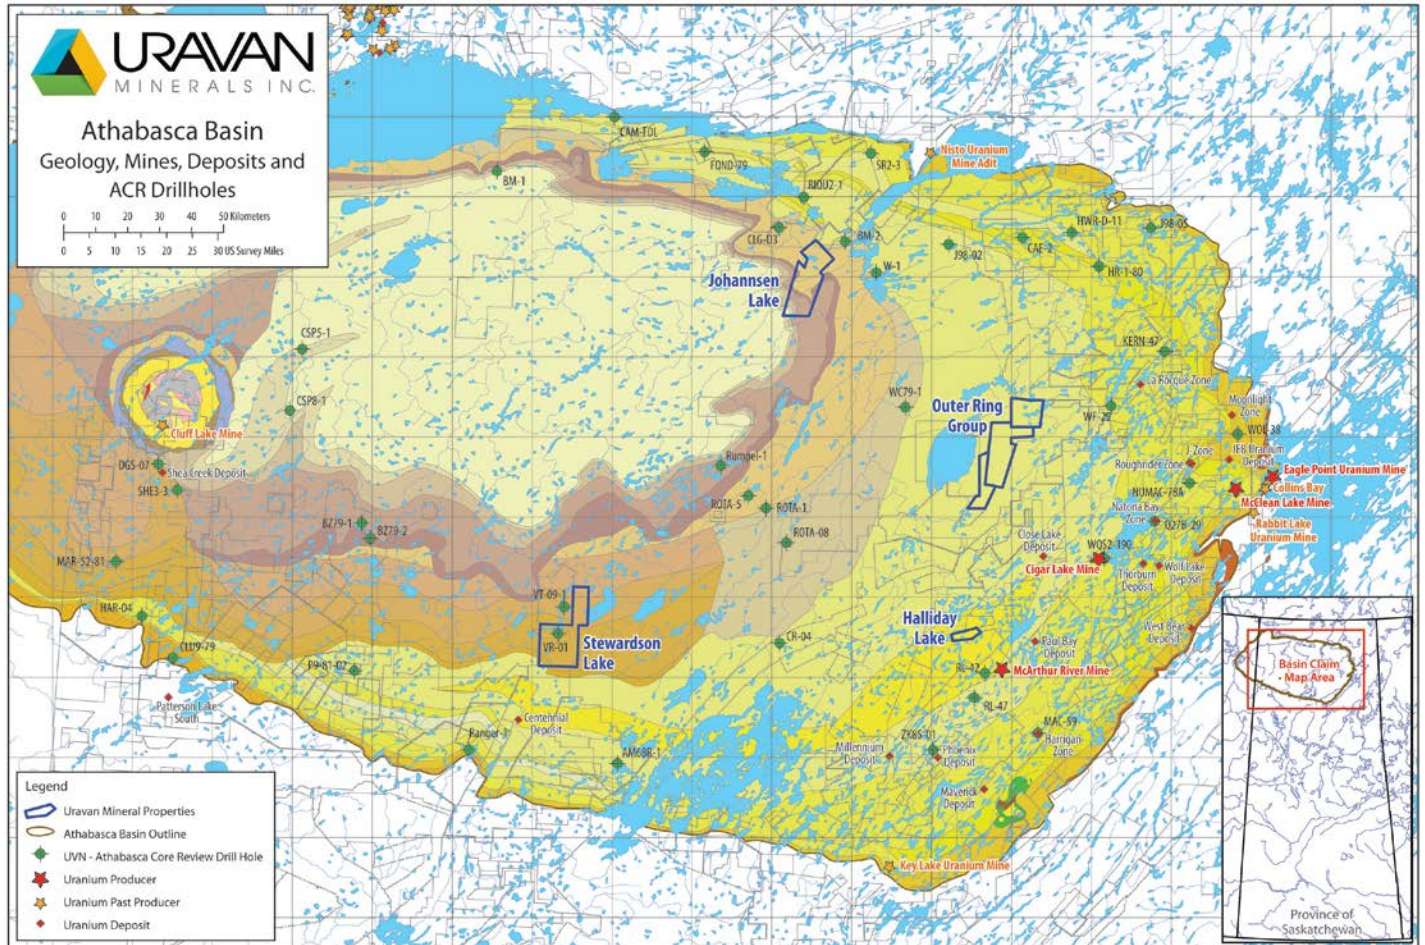 URAVAN
MINERALS INC.
Athabasca Basin
Geology, Mines, Deposits and
ACR Drillholes
0 10 20 30 40 50 Kilometers
0 5 10 15 20 30 US Survey Miles
CAM-TDL
FOND-79
SR2-3
Nisto Uranium
Mine Adit
BM-1
RIOU2-1
CLG-D3
BM-2
HWR-D-11
J98-05
CAE-2
J98-02
W-1
HR-1-80
Johannsen
Lake
CSP5-1
KERN-47
La Rocque Zone
CSP8-1
WC79-1
Outer Ring
Group
WF-25
Moonlight
Zone
WOL-38
Cluff Lake Mine
DGS-07
Shea Creek Deposit
SHE3-3
Rumpel-1
J-Zone
JEB Uranium
Deposit
Roughrider Zone
Eagle Point Uranium Mine
Collins Bay
McClean Lake Mine
NUMAC-78A
Rabbit Lake
Uranium Mine
ROTA-5
ROTA-1
ROTA-08
BZ79-1
BZ79-2
Natona Bay
Zone
Q27B-29
Close Lake
Deposit
WQS2-190
Cigar Lake Mine
Thorburn
Deposit
Wolf Lake
Deposit
MAR-52-81
HAR-04
VT-09-1
VR-01
Stewardson
Lake
CLU9-79
P9-81-02
CR-04
Halliday
Lake
Paul Bay
Deposit
West Bear
Deposit
RL-42
McArthur River Mine
RL-47
Patterson Lake
South
Centennial
Deposit
Ranger-1
AM68R-1
ZK85-01
MAC-59
Harrigan
Zone
Millennium
Deposit
Phoenix
Deposit
Maverick
Deposit
Key Lake Uranium Mine
Legend
Uravan Mineral Properties
Athabasca Basin Outline
UVN - Athabasca Core Review Drill Hole
Uranium Producer
Uranium Past Producer
Uranium Deposit
Basin Claim
Map Area
Province of
Saskatchewan